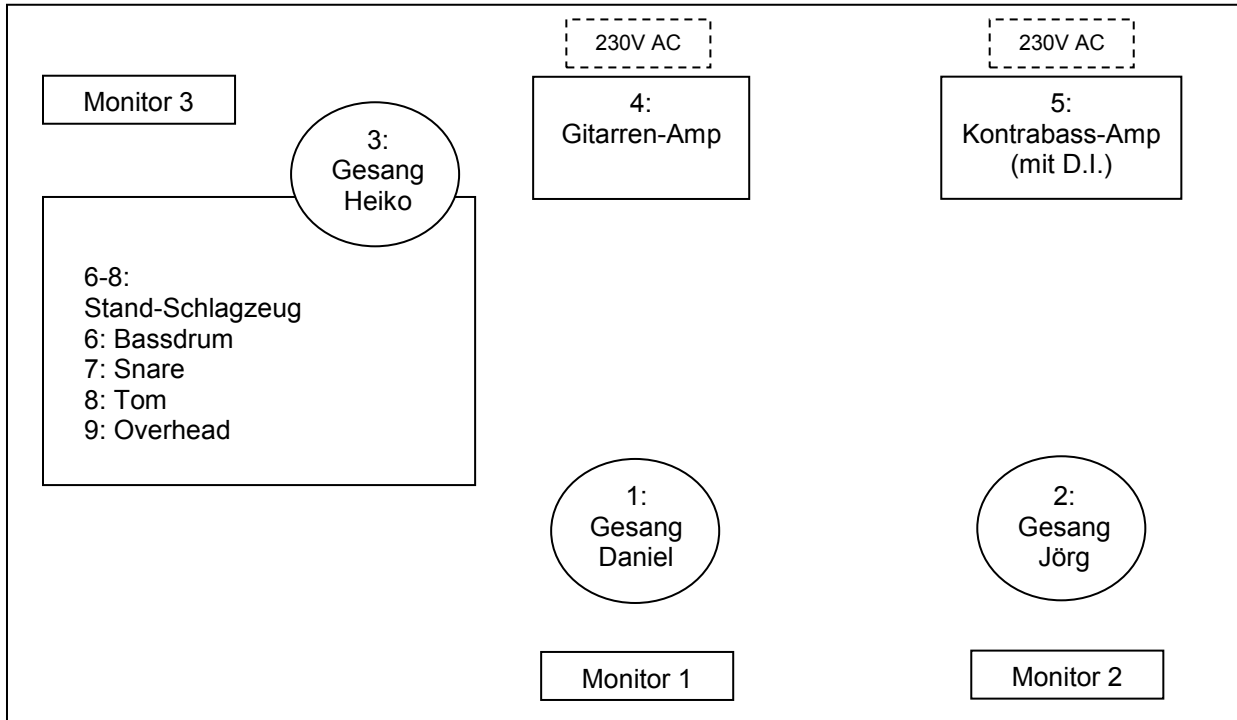 230V AC
230V AC
Monitor 3
4:
Gitarren-Amp
5:
Kontrabass-Amp
(mit D.I.)
3:
Gesang
Heiko
6-8:
Stand-Schlagzeug
6: Bassdrum
7: Snare
8: Tom
9: Overhead
1:
Gesang
Daniel
2:
Gesang
Jörg
Monitor 1
Monitor 2